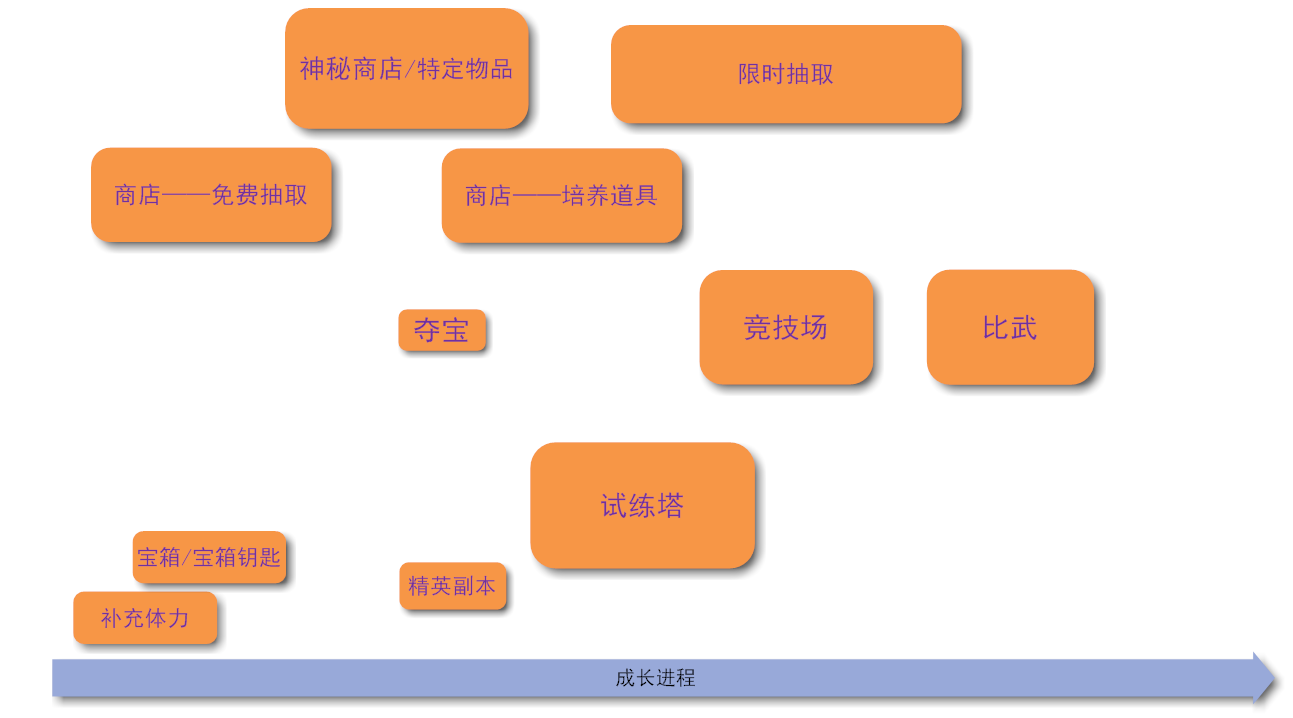 神秘商店/特定物品
限时抽取
商店——免费抽取
商店——培养道具
夺宝
竞技场
比武
试练塔
宝箱/宝箱钥匙
精英副本
补充体力
成长进程